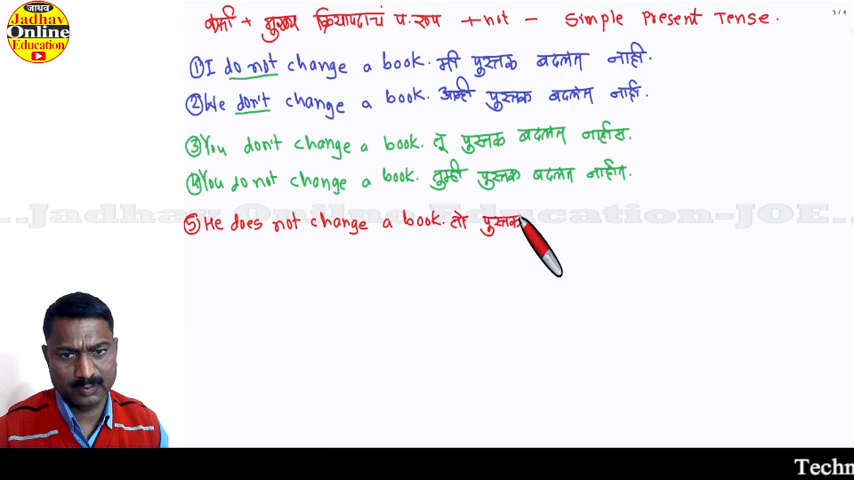 जाधव
Jadhav
Online
Education
कर्ता + मुख्य क्रियापदाचं प. रूप + not - Simple Present Tense.
3/4
① I do not change a book. मी पुस्तक बदलत नाही.
② We don't change a book. आम्ही पुस्तक बदलत नाही.
③ You don't change a book. तू पुस्तक बदलत नाहीस.
④ You do not change a book. तुम्ही पुस्तक बदलत नाहीत.
..Jadhav Online Education-JOE..
⑤ He does not change a book. तो पुस्तक
Techn